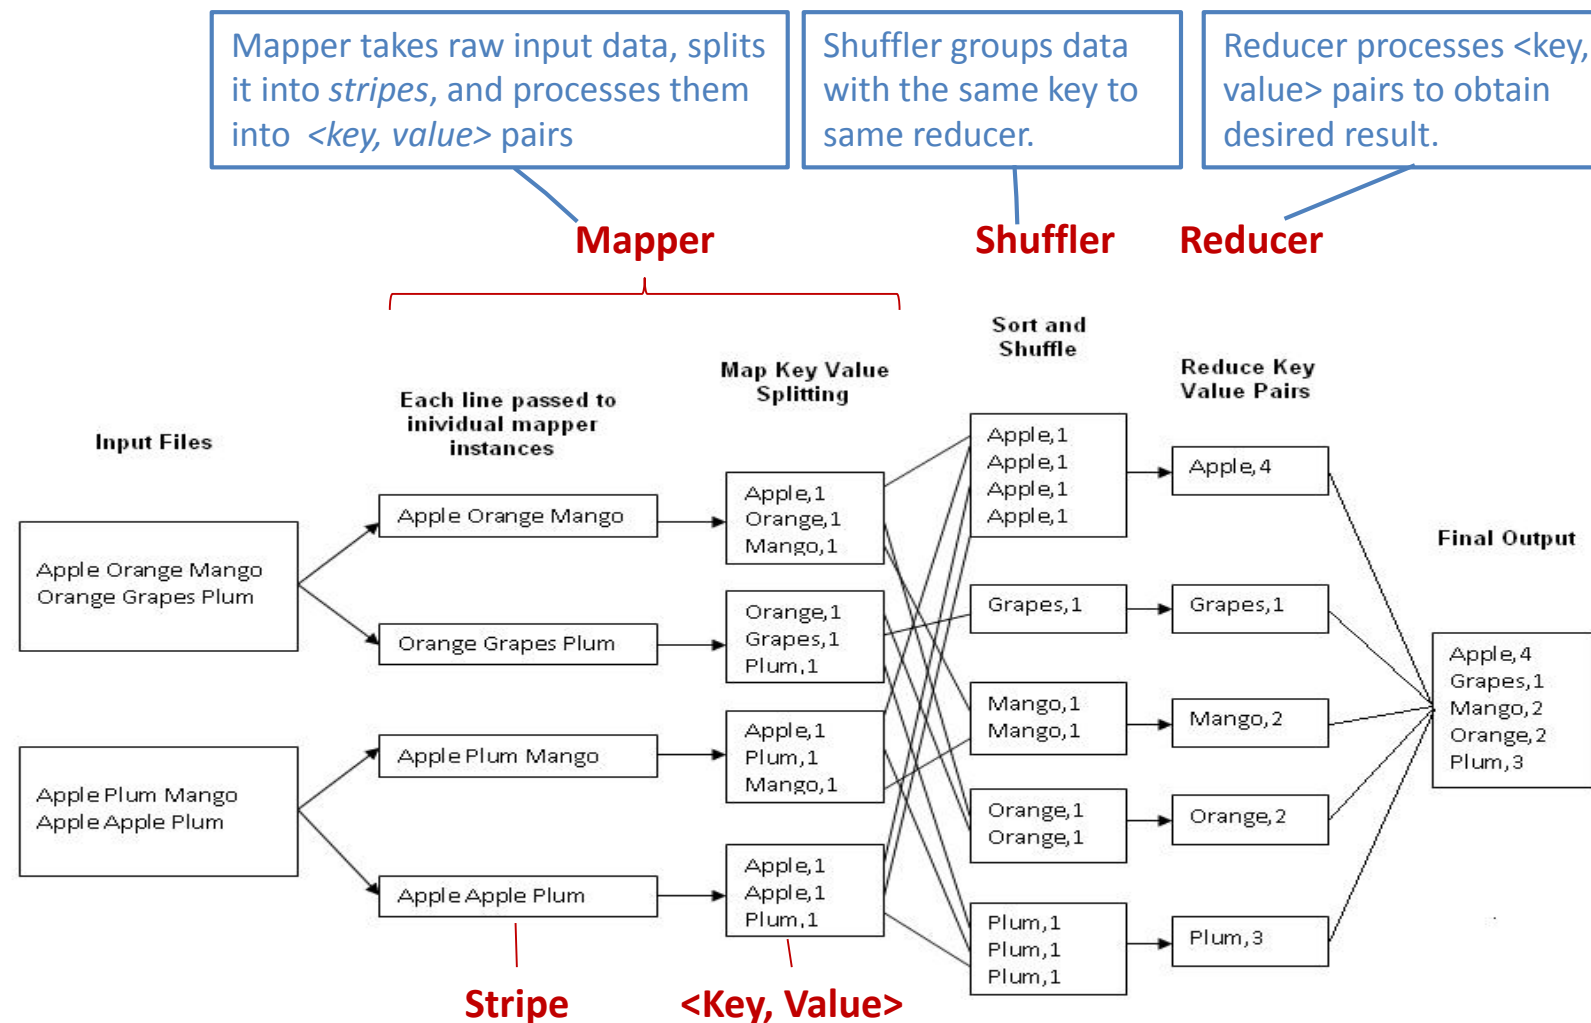 Mapper takes raw input data, splits
it into stripes, and processes them
into <key, value> pairs
Shuffler groups data
with the same key to
same reducer.
Reducer processes <key,
value> pairs to obtain
desired result.
Mapper
Shuffler
Reducer
Input Files
Each line passed to
inividual mapper
instances
Map Key Value
Splitting
Sort and
Shuffle
Reduce Key
Value Pairs
Final Output
Apple Orange Mango
Orange Grapes Plum
Apple Plum Mango
Apple Apple Plum
Apple Orange Mango
Orange Grapes Plum
Apple Plum Mango
Apple Apple Plum
Apple,1
Orange,1
Mango,1
Orange,1
Grapes,1
Plum,1
Apple,1
Plum,1
Mango,1
Apple,1
Apple,1
Plum,1
Apple,1
Apple,1
Apple,1
Apple,1
Grapes,1
Mango,1
Mango,1
Orange,1
Orange,1
Plum,1
Plum,1
Plum,1
Apple,4
Grapes,1
Mango,2
Orange,2
Plum,3
Apple,4
Grapes,1
Mango,2
Orange,2
Plum,3
Stripe
<Key, Value>